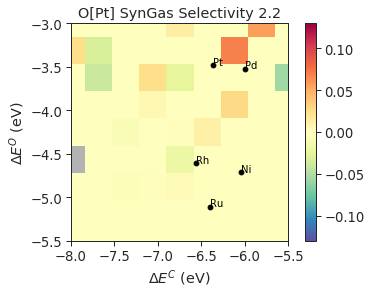 O[Pt] SynGas Selectivity 2.2
−3.0
−3.5
−4.0
−4.5
−5.0
−5.5
ΔE^O (eV)
Pt
Pd
Rh
Ni
Ru
−8.0 −7.5 −7.0 −6.5 −6.0 −5.5
ΔE^C (eV)
0.10
0.05
0.00
−0.05
−0.10